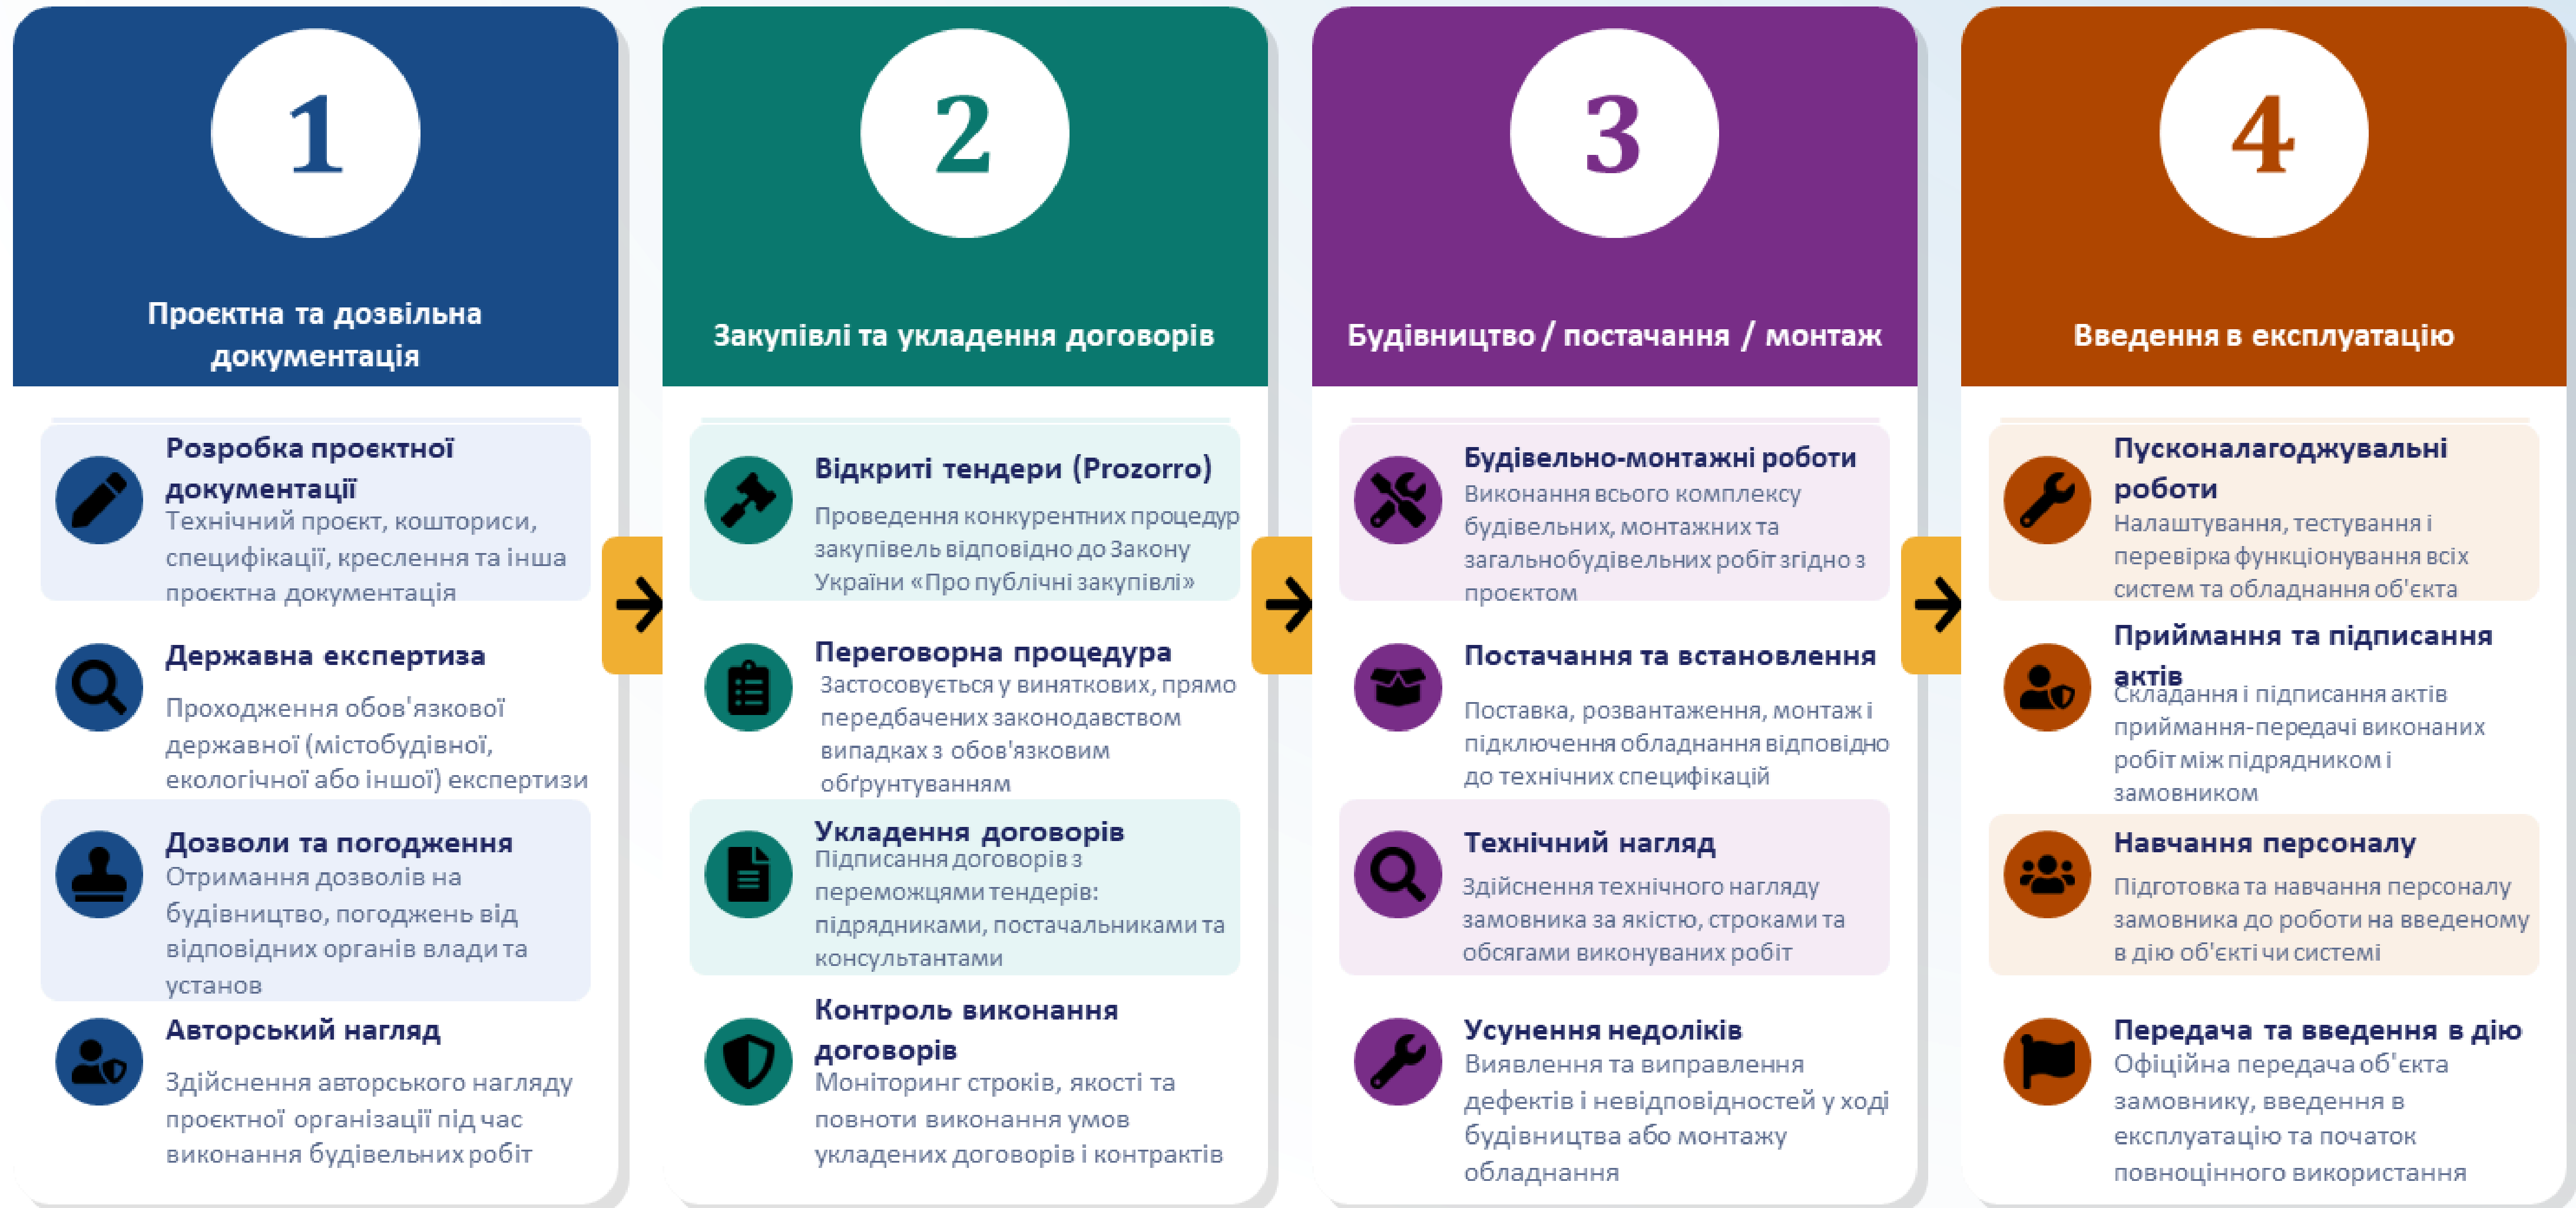 1
Проєктна та дозвільна
документація
Розробка проєктної
документації
Технічний проєкт, кошториси,
специфікації, креслення та інша
проєктна документація
Державна експертиза
Проходження обов'язкової
державної (містобудівної,
екологічної або іншої) експертизи
Дозволи та погодження
Отримання дозволів на
будівництво, погоджень від
відповідних органів влади та
установ
Авторський нагляд
Здійснення авторського нагляду
проєктної організації під час
виконання будівельних робіт
2
Закупівлі та укладення договорів
Відкриті тендери (Prozorro)
Проведення конкурентних процедур
закупівель відповідно до Закону
України «Про публічні закупівлі»
Переговорна процедура
Застосовується у виняткових, прямо
передбачених законодавством
випадках з обов'язковим
обґрунтуванням
Укладення договорів
Підписання договорів з
переможцями тендерів:
підрядниками, постачальниками та
консультантами
Контроль виконання
договорів
Моніторинг строків, якості та
повноти виконання умов
укладених договорів і контрактів
3
Будівництво / постачання / монтаж
Будівельно-монтажні роботи
Виконання всього комплексу
будівельних, монтажних та
загальнобудівельних робіт згідно з
проєктом
Постачання та встановлення
Поставка, розвантаження, монтаж і
підключення обладнання відповідно
до технічних специфікацій
Технічний нагляд
Здійснення технічного нагляду
замовника за якістю, строками та
обсягами виконуваних робіт
Усунення недоліків
Виявлення та виправлення
дефектів і невідповідностей у ході
будівництва або монтажу
обладнання
4
Введення в експлуатацію
Пусконалагоджувальні
роботи
Налаштування, тестування і
перевірка функціонування всіх
систем та обладнання об'єкта
Приймання та підписання
актів
Складання і підписання актів
приймання-передачі виконаних
робіт між підрядником і
замовником
Навчання персоналу
Підготовка та навчання персоналу
замовника до роботи на введеному
в дію об'єкті чи системі
Передача та введення в дію
Офіційна передача об'єкта
замовнику, введення в
експлуатацію та початок
повноцінного використання